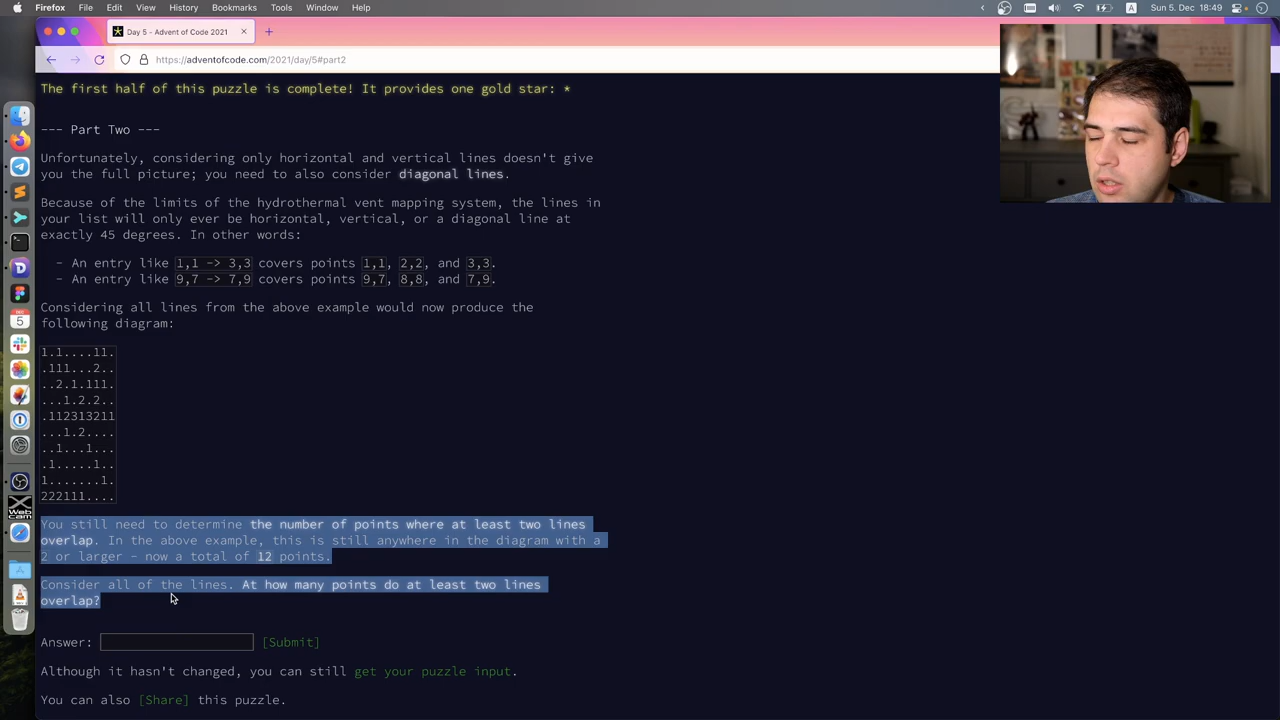 Firefox File Edit View History Bookmarks Tools Window Help
Sun 5. Dec 18:49
Day 5 - Advent of Code 2021
https://adventofcode.com/2021/day/5#part2
The first half of this puzzle is complete! It provides one gold star: *
--- Part Two ---
Unfortunately, considering only horizontal and vertical lines doesn't give
you the full picture; you need to also consider diagonal lines.
Because of the limits of the hydrothermal vent mapping system, the lines in
your list will only ever be horizontal, vertical, or a diagonal line at
exactly 45 degrees. In other words:
- An entry like 1,1 -> 3,3 covers points 1,1, 2,2, and 3,3.
- An entry like 9,7 -> 7,9 covers points 9,7, 8,8, and 7,9.
Considering all lines from the above example would now produce the
following diagram:
1.1....11.
.111...2..
..2.1.111.
...1.2.2..
.112313211
...1.2....
..1...1...
.1.....1..
1.......1.
222111....
You still need to determine the number of points where at least two lines
overlap. In the above example, this is still anywhere in the diagram with a
2 or larger - now a total of 12 points.
Consider all of the lines. At how many points do at least two lines
overlap?
Answer: [Submit]
Although it hasn't changed, you can still get your puzzle input.
You can also [Share] this puzzle.